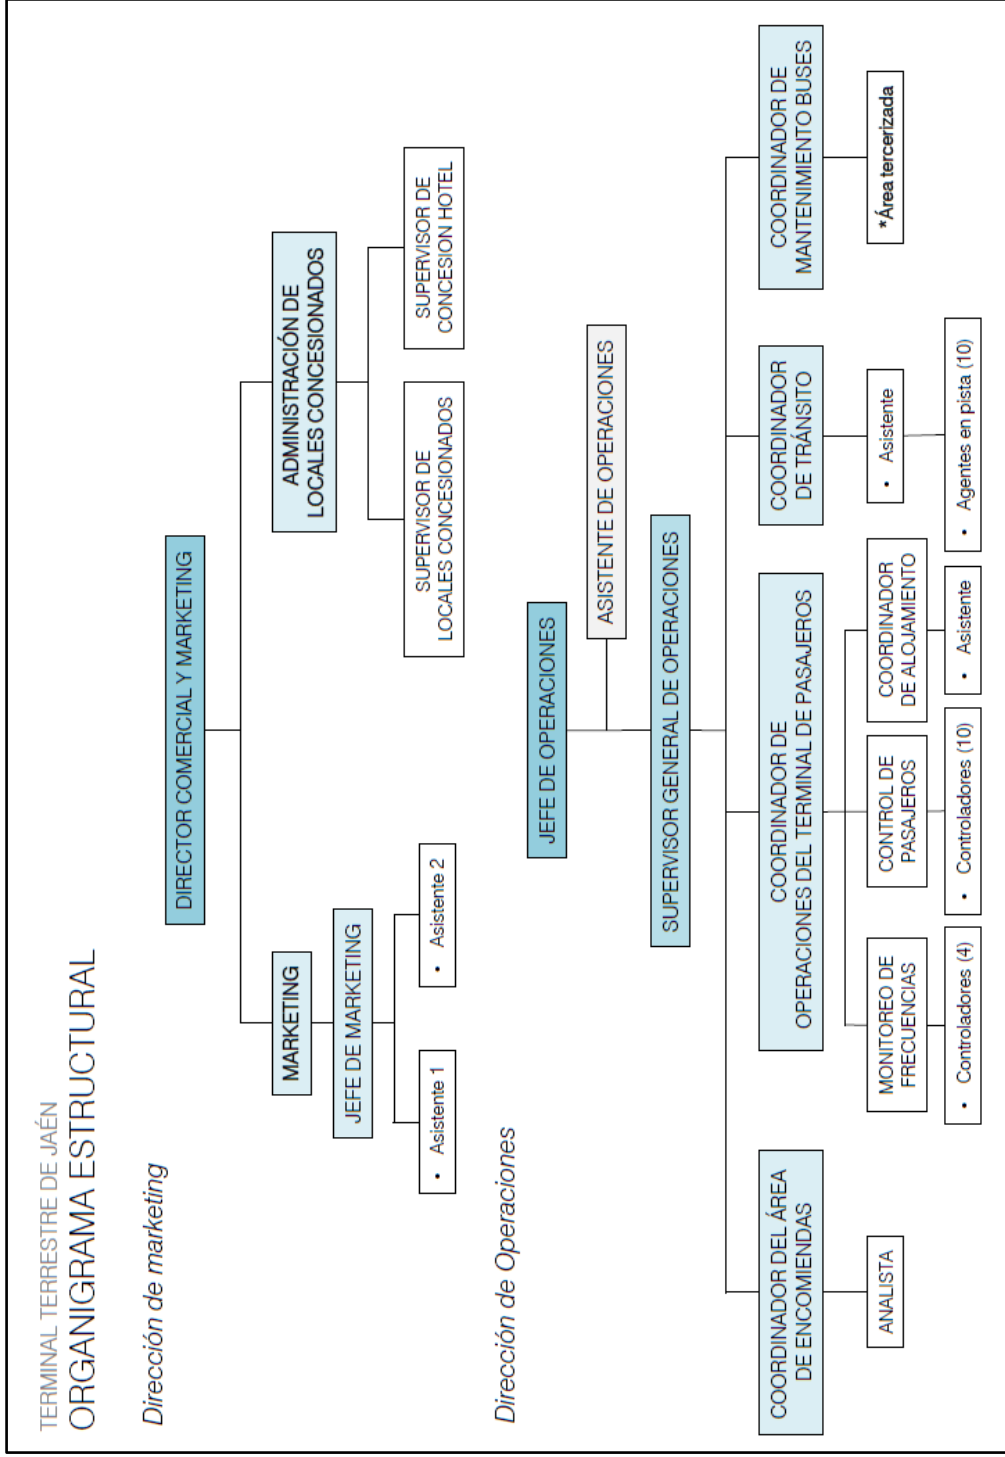 TERMINAL TERRESTRE DE JAÉN
ORGANIGRAMA ESTRUCTURAL
Dirección de marketing
DIRECTOR COMERCIAL Y MARKETING
MARKETING
JEFE DE MARKETING
• Asistente 1
• Asistente 2
ADMINISTRACIÓN DE
LOCALES CONCESIONADOS
SUPERVISOR DE
LOCALES CONCESIONADOS
SUPERVISOR DE
CONCESION HOTEL
Dirección de Operaciones
JEFE DE OPERACIONES
ASISTENTE DE OPERACIONES
SUPERVISOR GENERAL DE OPERACIONES
COORDINADOR DEL ÁREA
DE ENCOMIENDAS
ANALISTA
COORDINADOR DE
OPERACIONES DEL TERMINAL DE PASAJEROS
MONITOREO DE
FRECUENCIAS
• Controladores (4)
CONTROL DE
PASAJEROS
• Controladores (10)
COORDINADOR
DE ALOJAMIENTO
• Asistente
COORDINADOR
DE TRÁNSITO
• Asistente
• Agentes en pista (10)
COORDINADOR DE
MANTENIMIENTO BUSES
*Área tercerizada